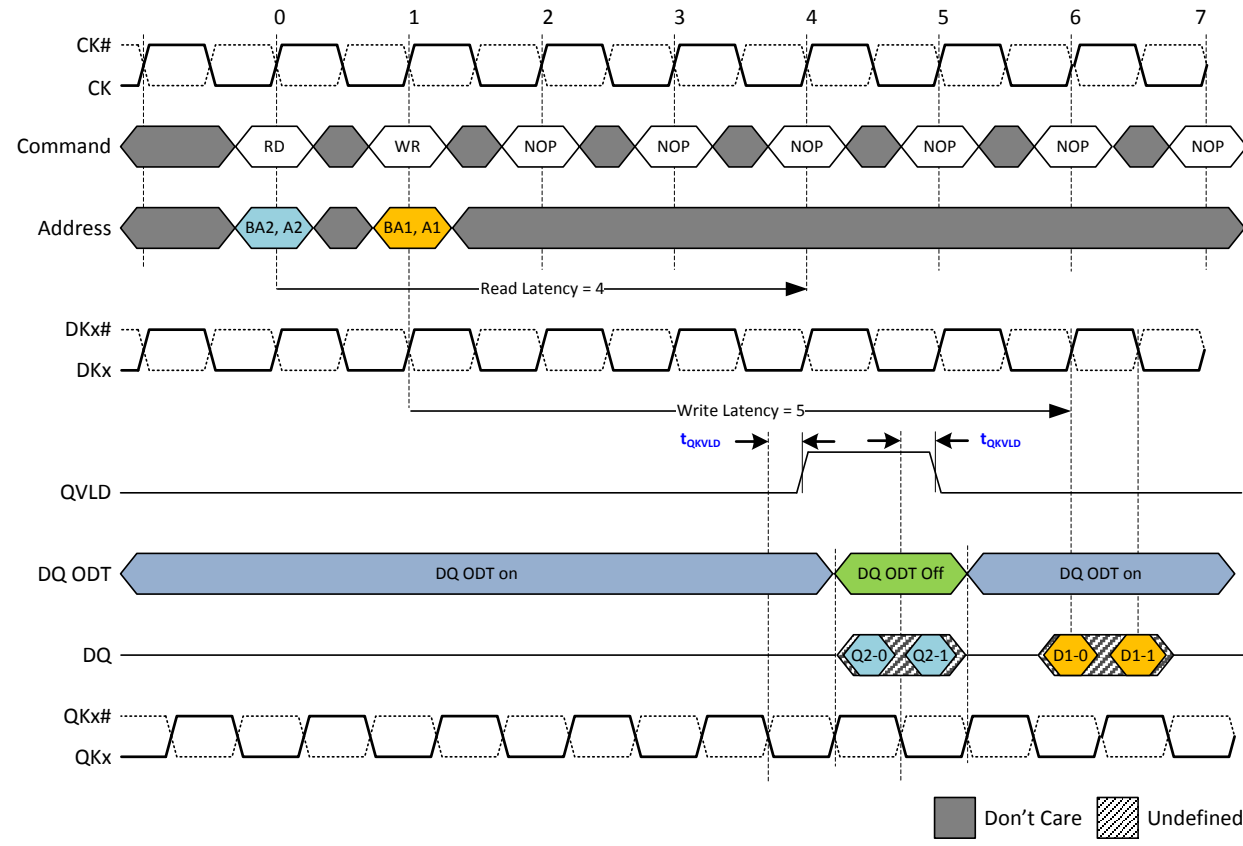 0 1 2 3 4 5 6 7
CK#
CK
Command RD WR NOP NOP NOP NOP NOP NOP
Address BA2, A2 BA1, A1
Read Latency = 4
DKx#
DKx
Write Latency = 5
tQKVLD tQKVLD
QVLD
DQ ODT DQ ODT on DQ ODT Off DQ ODT on
DQ Q2-0 Q2-1 D1-0 D1-1
QKx#
QKx
Don't Care Undefined